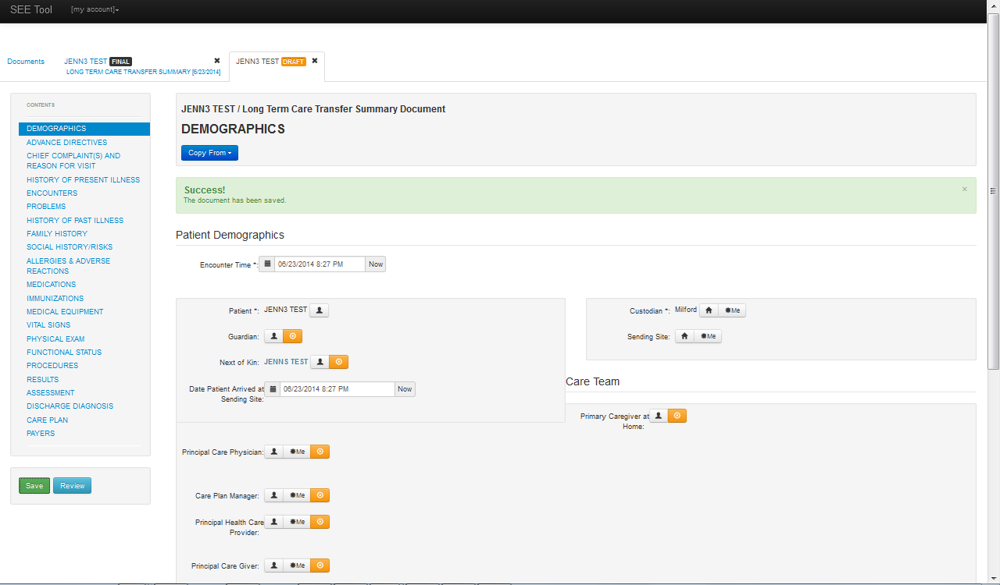 SEE Tool [my account]
Documents
JENN3 TEST FINAL
LONG TERM CARE TRANSFER SUMMARY [6/23/2014]
JENN3 TEST DRAFT
CONTENTS
DEMOGRAPHICS
ADVANCE DIRECTIVES
CHIEF COMPLAINT(S) AND
REASON FOR VISIT
HISTORY OF PRESENT ILLNESS
ENCOUNTERS
PROBLEMS
HISTORY OF PAST ILLNESS
FAMILY HISTORY
SOCIAL HISTORY/RISKS
ALLERGIES & ADVERSE
REACTIONS
MEDICATIONS
IMMUNIZATIONS
MEDICAL EQUIPMENT
VITAL SIGNS
PHYSICAL EXAM
FUNCTIONAL STATUS
PROCEDURES
RESULTS
ASSESSMENT
DISCHARGE DIAGNOSIS
CARE PLAN
PAYERS
Save Review
JENN3 TEST / Long Term Care Transfer Summary Document
DEMOGRAPHICS
Copy From
Success!
The document has been saved.
×
Patient Demographics
Encounter Time *: 06/23/2014 8:27 PM Now
Patient *: JENN3 TEST
Guardian:
Next of Kin: JENNS TEST
Date Patient Arrived at
Sending Site: 06/23/2014 8:27 PM Now
Custodian *: Milford Me
Sending Site: Me
Care Team
Primary Caregiver at
Home:
Principal Care Physician: Me
Care Plan Manager: Me
Principal Health Care
Provider: Me
Principal Care Giver: Me